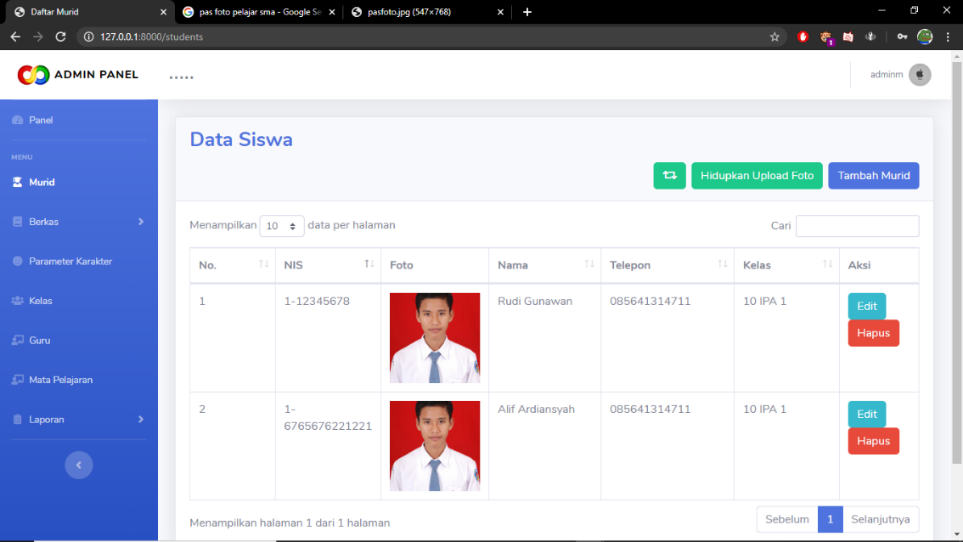 Daftar Murid
pas foto pelajar sma - Google Se
pasfoto.jpg (547×768)
127.0.0.1:8000/students
ADMIN PANEL
adminm
Panel
MENU
Murid
Berkas
Parameter Karakter
Kelas
Guru
Mata Pelajaran
Laporan
Data Siswa
Hidupkan Upload Foto Tambah Murid
Menampilkan 10 data per halaman Cari
No. NIS Foto Nama Telepon Kelas Aksi
1 1-12345678 Rudi Gunawan 085641314711 10 IPA 1 Edit
Hapus
2 1- Alif Ardiansyah 085641314711 10 IPA 1 Edit
6765676221221
Hapus
Menampilkan halaman 1 dari 1 halaman Sebelum 1 Selanjutnya